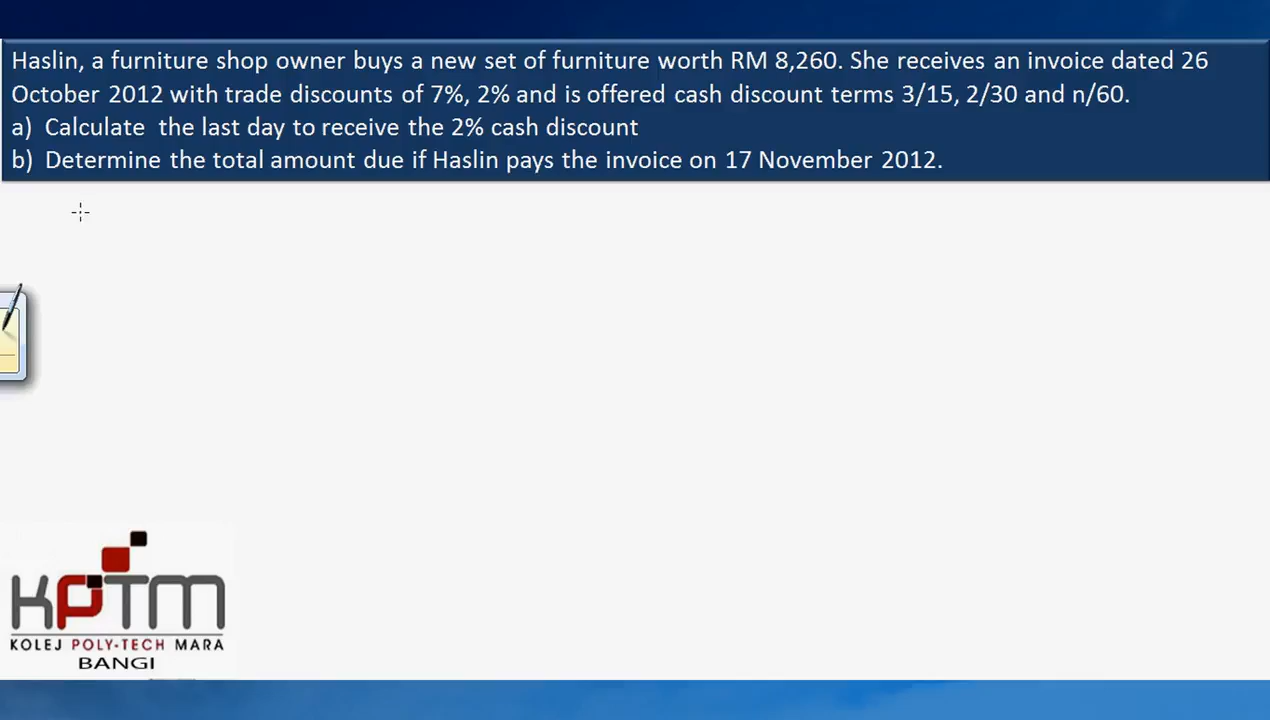 Haslin, a furniture shop owner buys a new set of furniture worth RM 8,260. She receives an invoice dated 26
October 2012 with trade discounts of 7%, 2% and is offered cash discount terms 3/15, 2/30 and n/60.
a) Calculate the last day to receive the 2% cash discount
b) Determine the total amount due if Haslin pays the invoice on 17 November 2012.
KPTM
KOLEJ POLY-TECH MARA
BANGI